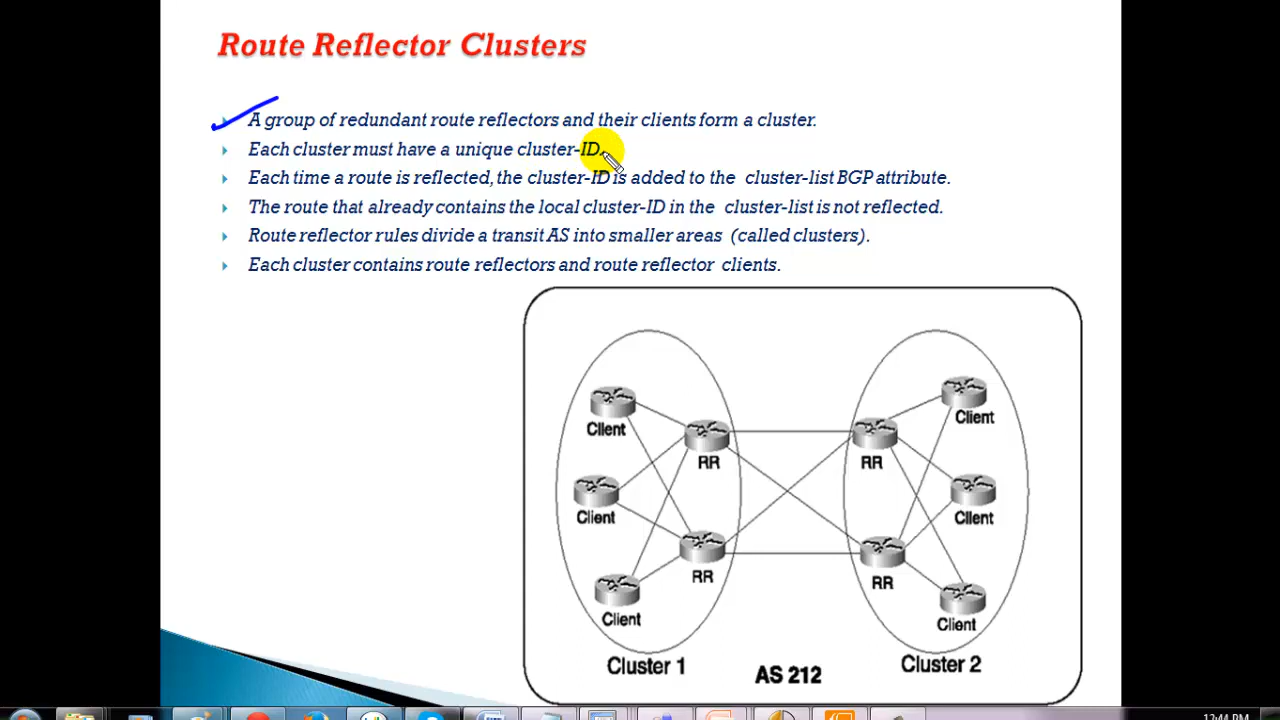 Route Reflector Clusters
A group of redundant route reflectors and their clients form a cluster.
Each cluster must have a unique cluster-ID.
Each time a route is reflected, the cluster-ID is added to the cluster-list BGP attribute.
The route that already contains the local cluster-ID in the cluster-list is not reflected.
Route reflector rules divide a transit AS into smaller areas (called clusters).
Each cluster contains route reflectors and route reflector clients.
Client
Client
RR
RR
Client
Client
RR
RR
Client
Client
Cluster 1
Cluster 2
AS 212
12:44 PM